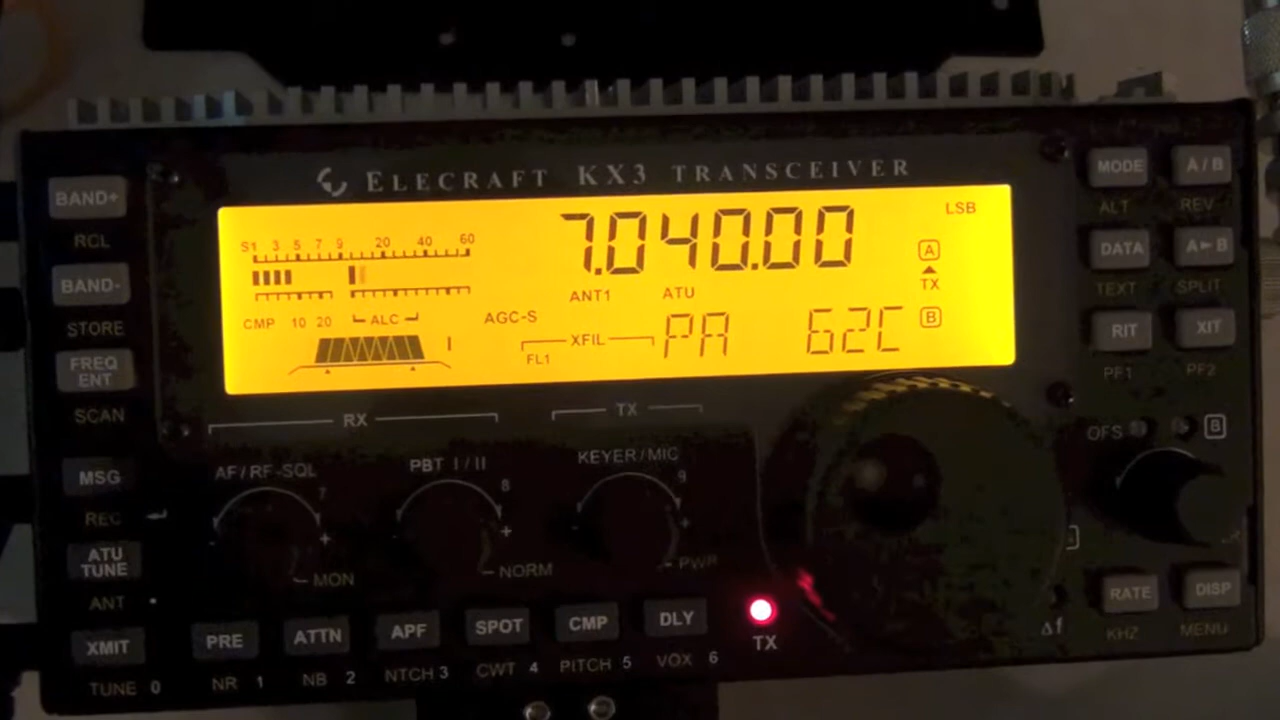 ELECRAFT KX3 TRANSCEIVER
BAND+
RCL
BAND-
STORE
FREQ
ENT
SCAN
MSG
REC
ATU
TUNE
ANT
XMIT
TUNE 0
S1 3 5 7 9 20 40 60
CMP 10 20 ALC
AGC-S
7.040.00
LSB
A
TX
B
ANT1 ATU
XFIL
FL1
PA 62C
I
RX
TX
AF/RF-SQL
7
+
MON
PBT I/II
8
+
NORM
KEYER/MIC
9
+
PWR
PRE
NR 1
ATTN
NB 2
APF
NTCH 3
SPOT
CWT 4
CMP
PITCH 5
DLY
VOX 6
TX
MODE
ALT
A/B
REV
DATA
TEXT
A►B
SPLIT
RIT
PF1
XIT
PF2
OFS B
RATE
KHZ
DISP
MENU
Δf